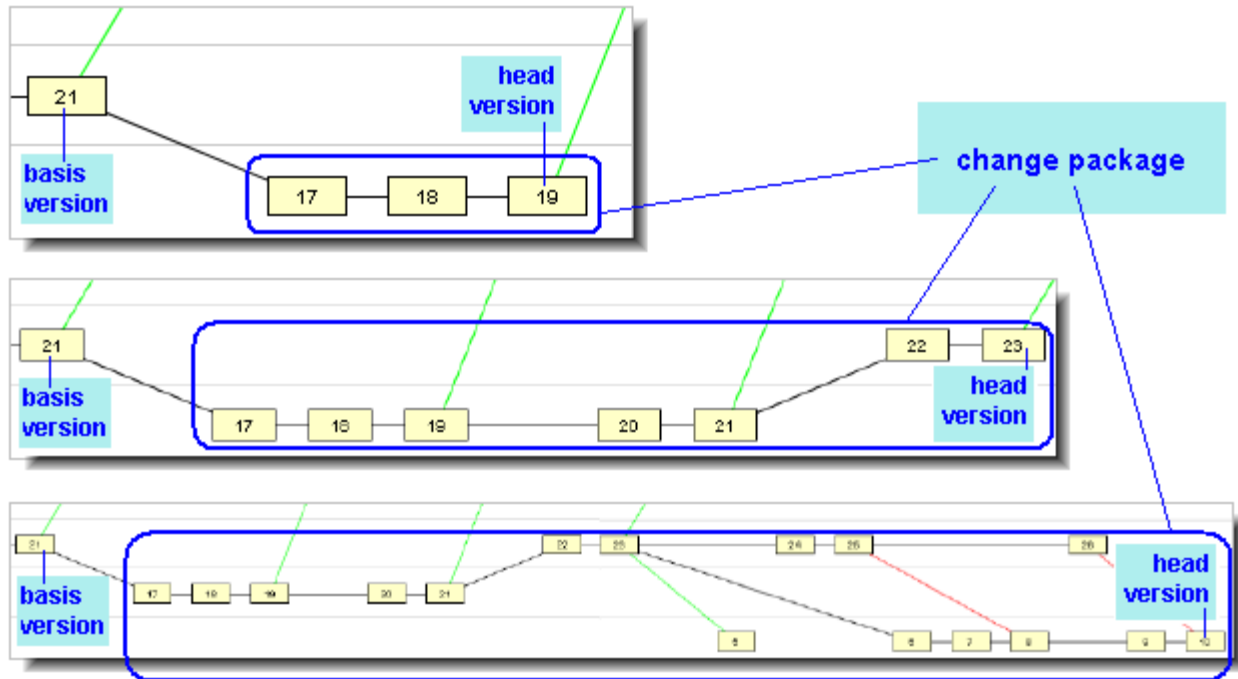 21
head
version
basis
version
17 18 19
change package
21
22 23
basis
version
head
version
17 18 19 20 21
21
22 23 24 25 26
basis
version
head
version
17 18 19 20 21
5 6 7 8 9 10